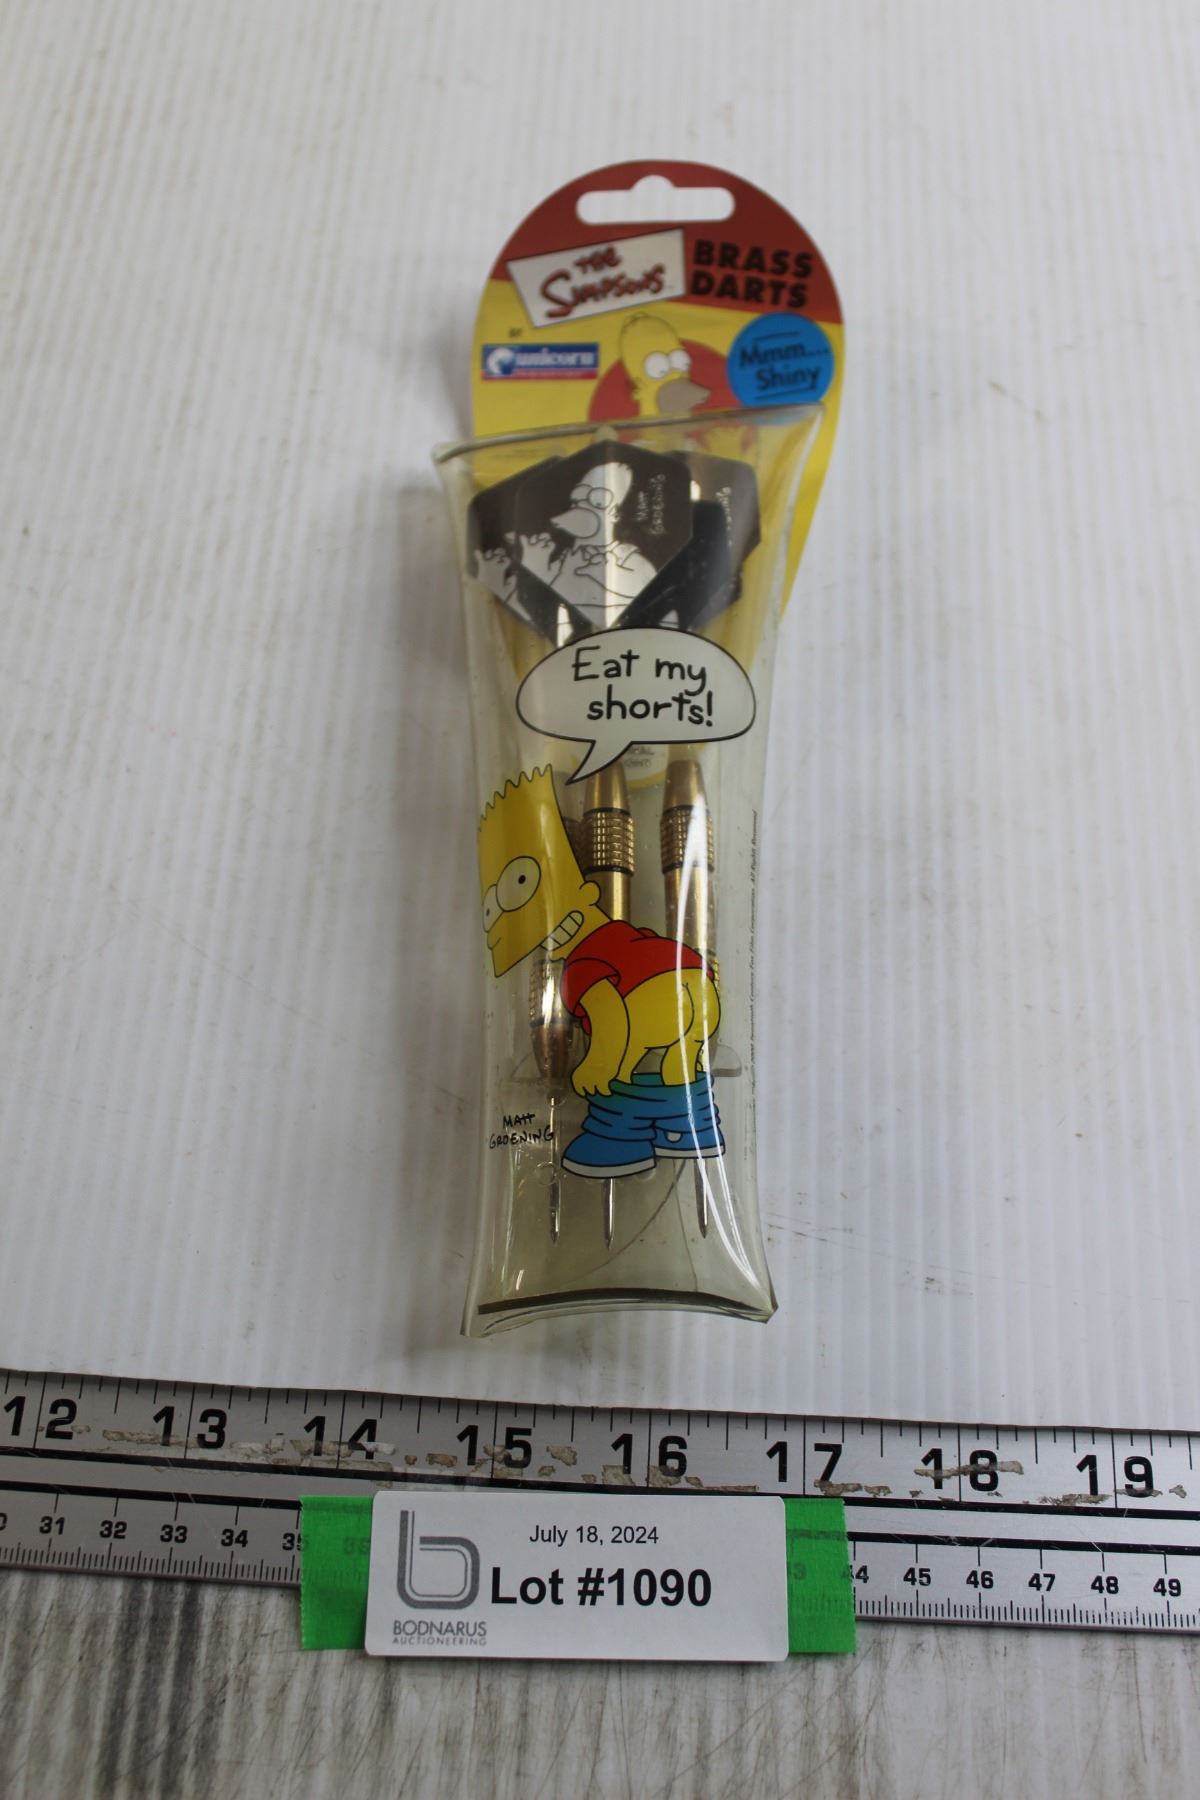 THE
SIMPSONS
BRASS
DARTS
BY
unicorn
Mmm...
Shiny
MATT
GROENING
Eat my
shorts!
MATT
GROENING
12 13 14 15 16 17 18 19
31 32 33 34 35 44 45 46 47 48 49
July 18, 2024
Lot #1090
BODNARUS
AUCTIONEERING